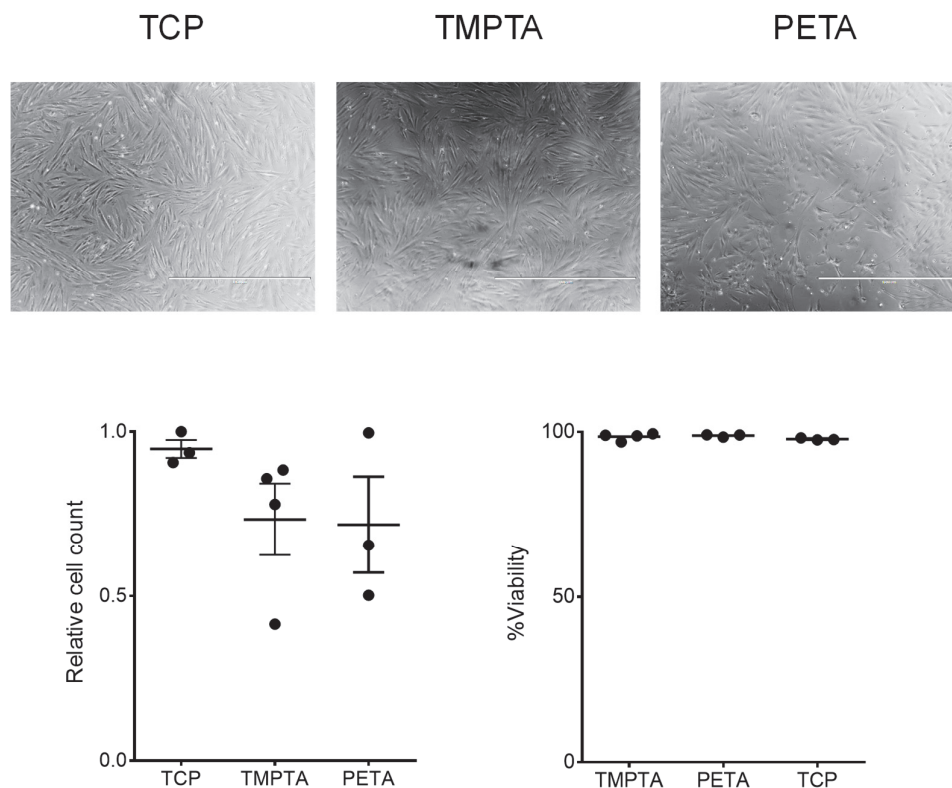 TCP
TMPTA
PETA
Relative cell count
1.0
0.5
0.0
TCP
TMPTA
PETA
%Viability
100
50
0
TMPTA
PETA
TCP